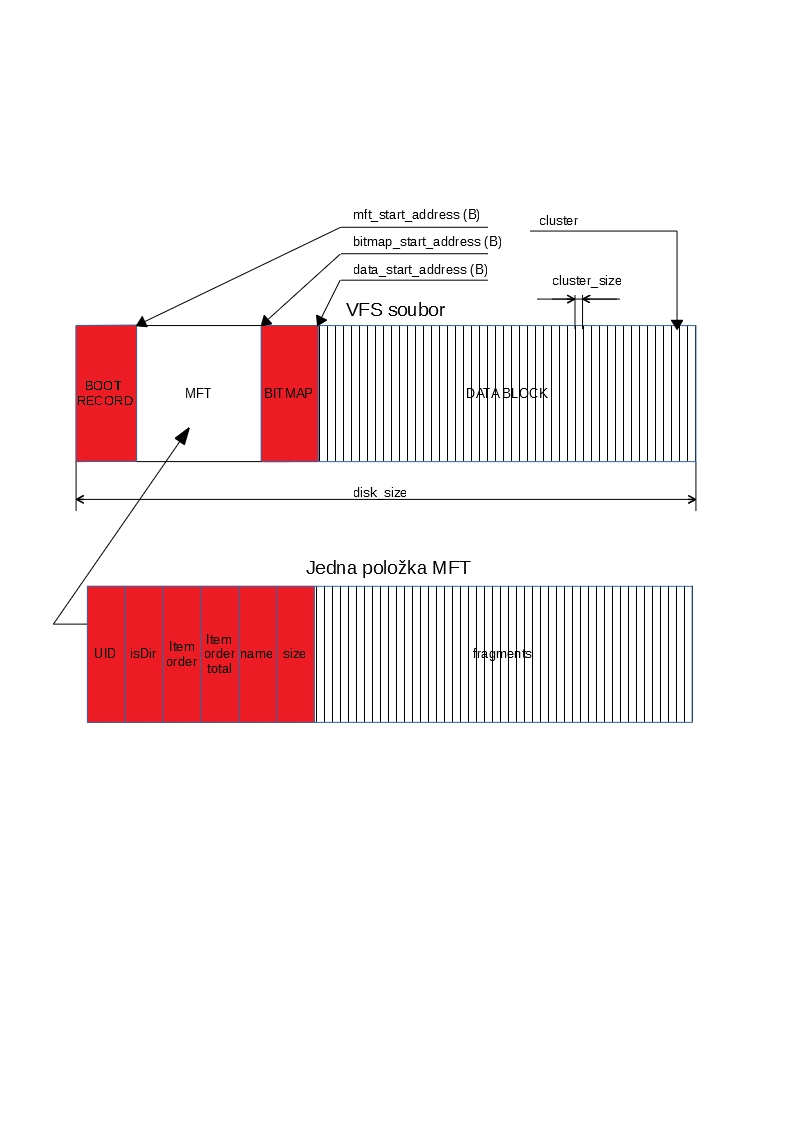 mft_start_address (B)
cluster
bitmap_start_address (B)
data_start_address (B)
cluster_size
VFS soubor
BOOT
RECORD
MFT
BITMAP
DATA BLOCK
disk_size
Jedna položka MFT
UID
isDir
Item
order
Item
order
total
name
size
fragments